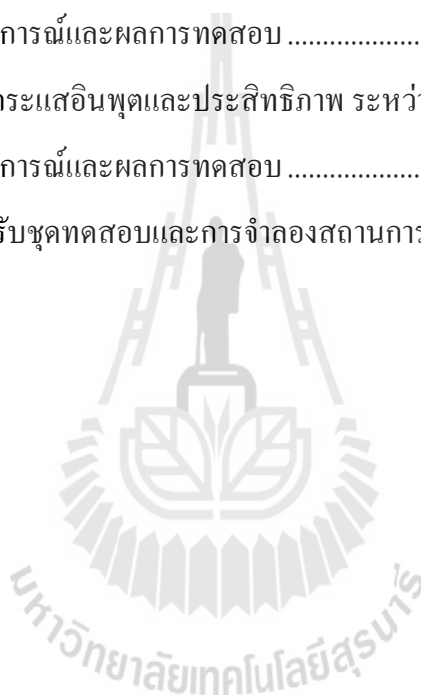 การณ์และผลการทดสอบ ....................
กระแสอินพุตและประสิทธิภาพ ระหว่า
การณ์และผลการทดสอบ ....................
รับชุดทดสอบและการจำลองสถานการ
มหาวิทยาลัยเทคโนโลยีสุรนารี